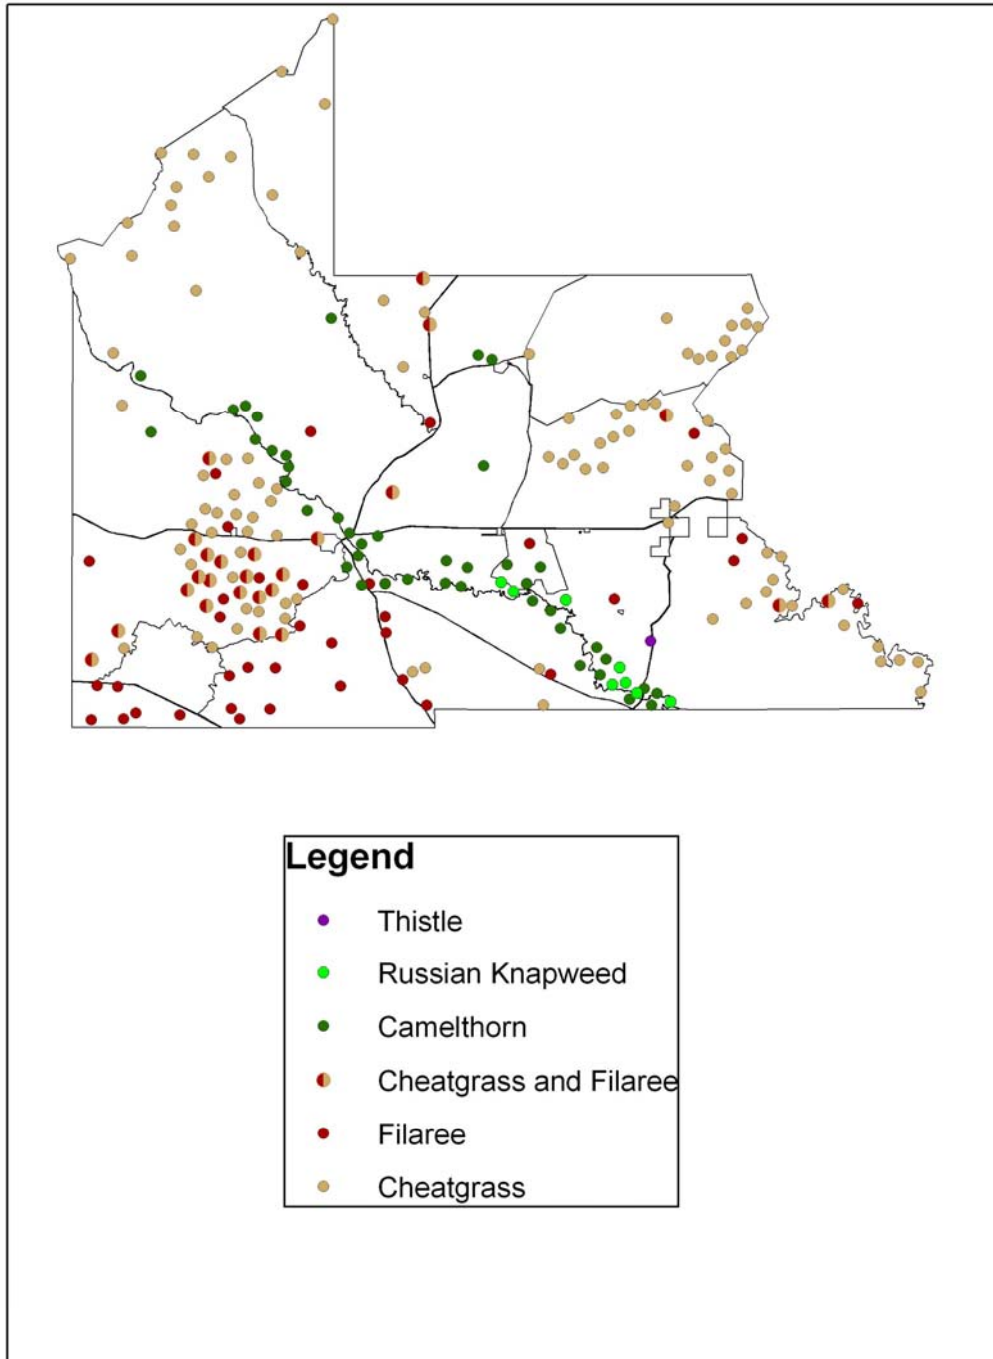 Legend
Thistle
Russian Knapweed
Camelthorn
Cheatgrass and Filaree
Filaree
Cheatgrass